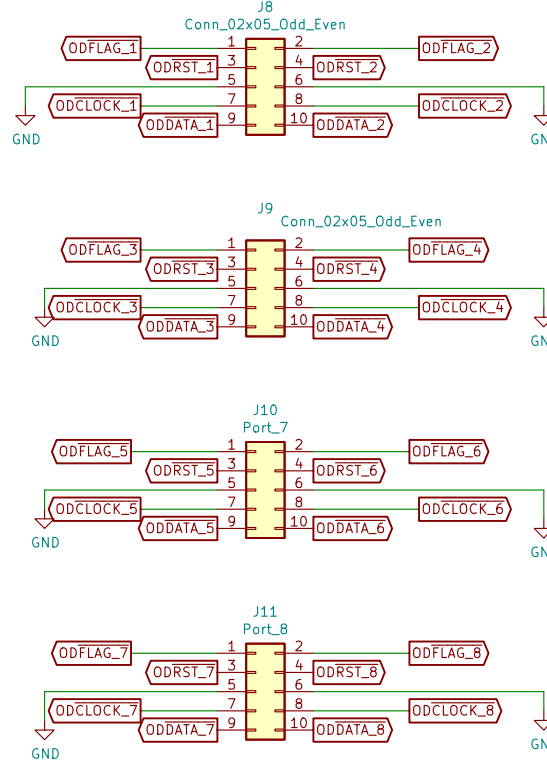 J8
Conn_02x05_Odd_Even
ODFLAG_1 1 2 ODFLAG_2
ODRST_1 3 4 ODRST_2
5 6
ODCLOCK_1 7 8 ODCLOCK_2
ODDATA_1 9 10 ODDATA_2
GND GN
J9
Conn_02x05_Odd_Even
ODFLAG_3 1 2 ODFLAG_4
ODRST_3 3 4 ODRST_4
5 6
ODCLOCK_3 7 8 ODCLOCK_4
ODDATA_3 9 10 ODDATA_4
GND GN
J10
Port_7
ODFLAG_5 1 2 ODFLAG_6
ODRST_5 3 4 ODRST_6
5 6
ODCLOCK_5 7 8 ODCLOCK_6
ODDATA_5 9 10 ODDATA_6
GND GN
J11
Port_8
ODFLAG_7 1 2 ODFLAG_8
ODRST_7 3 4 ODRST_8
5 6
ODCLOCK_7 7 8 ODCLOCK_8
ODDATA_7 9 10 ODDATA_8
GND GN